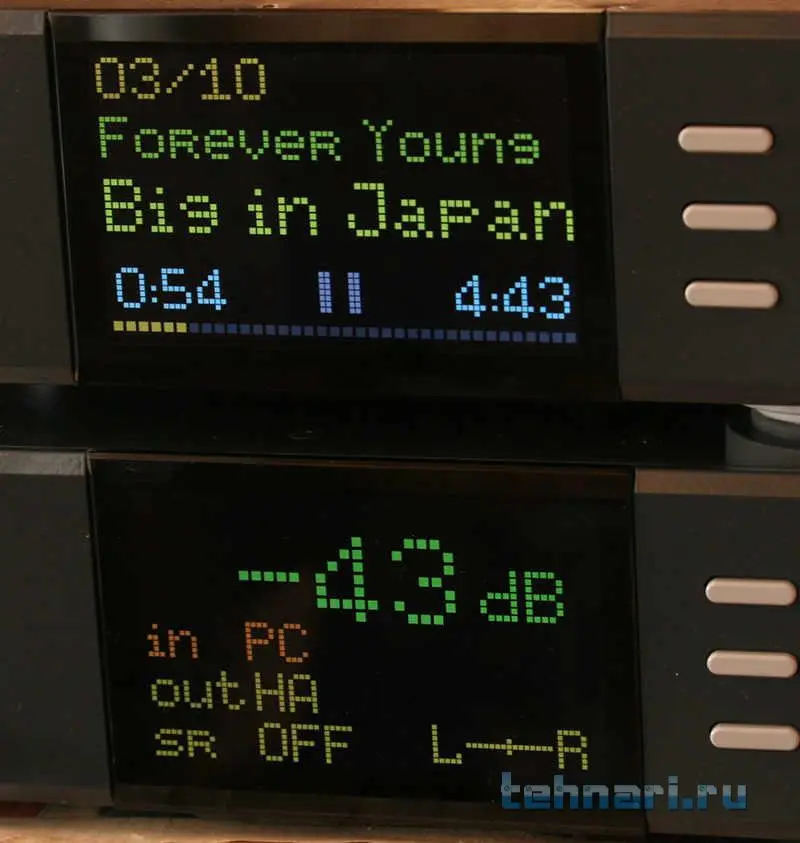 03/10
Forever Young
Big in Japan
0:54 4:43
-43 dB
in PC
out HA
sr OFF L R
tehnari.ru